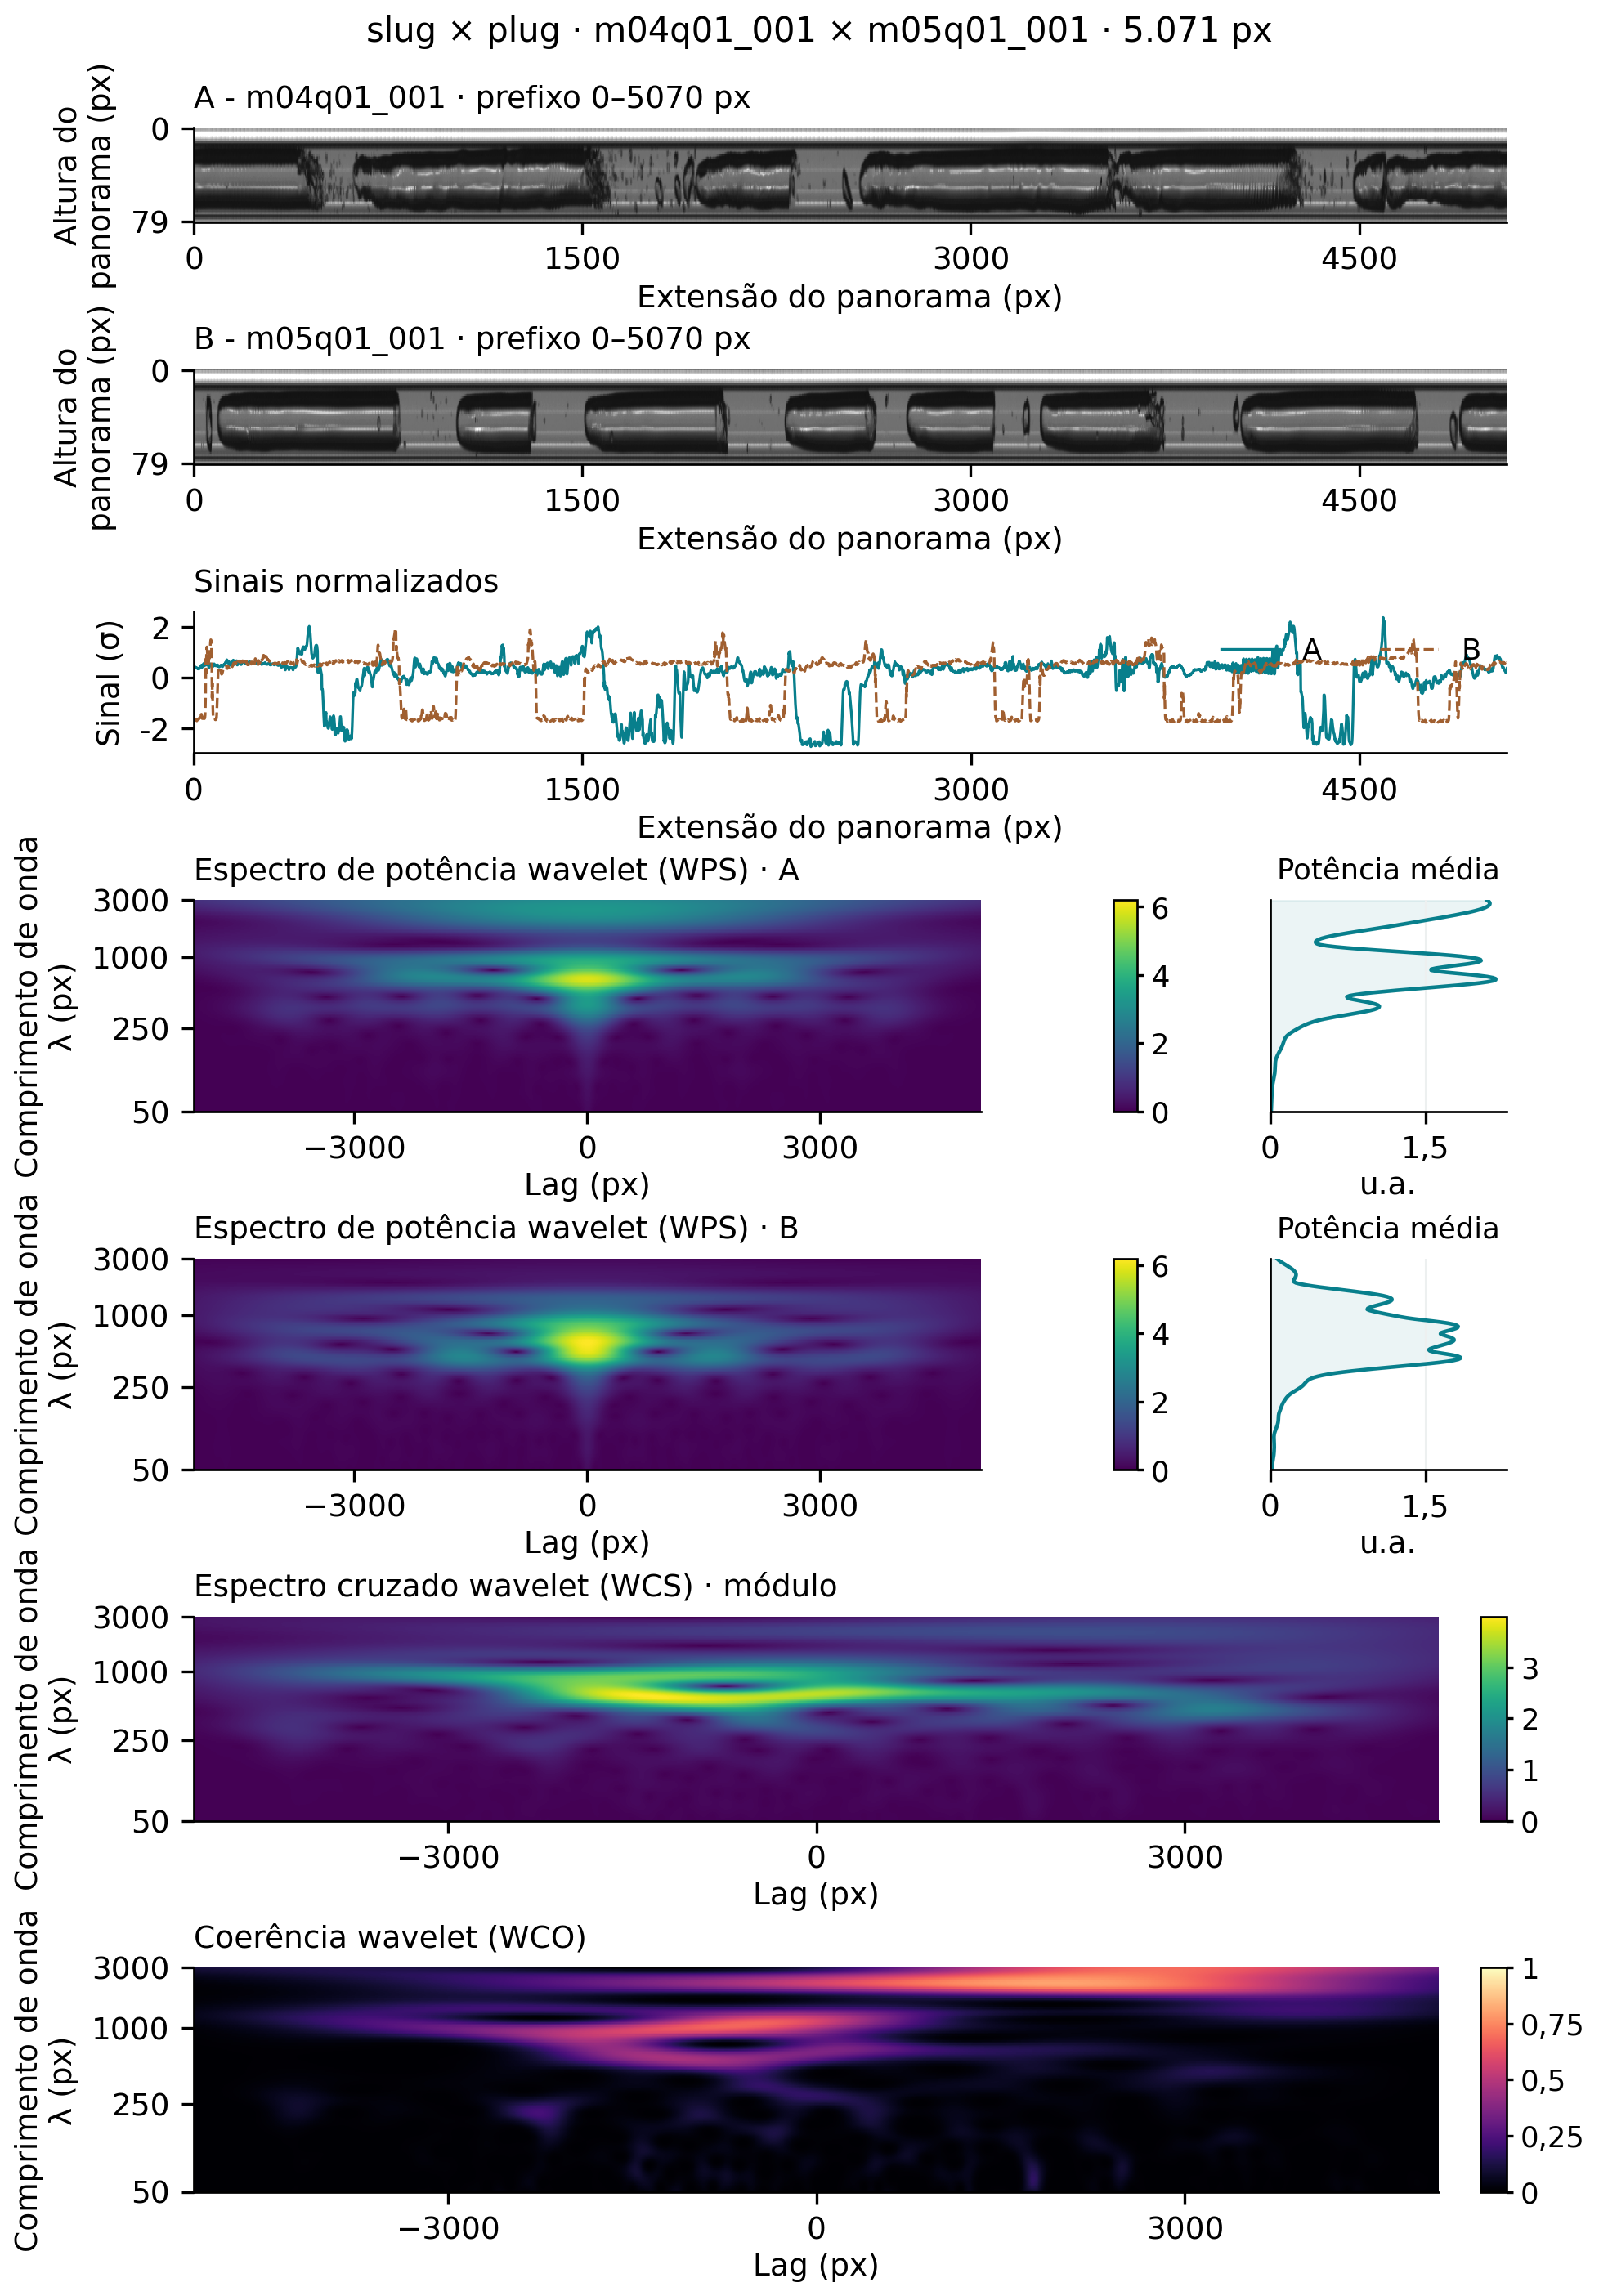 slug × plug · m04q01_001 × m05q01_001 · 5.071 px
A - m04q01_001 · prefixo 0–5070 px
Altura do
panorama (px)
0
79
0
1500
3000
4500
Extensão do panorama (px)
B - m05q01_001 · prefixo 0–5070 px
Altura do
panorama (px)
0
79
0
1500
3000
4500
Extensão do panorama (px)
Sinais normalizados
Sinal (σ)
2
0
-2
A
B
0
1500
3000
4500
Extensão do panorama (px)
Espectro de potência wavelet (WPS) · A
Comprimento de onda
λ (px)
3000
1000
250
50
−3000
0
3000
Lag (px)
6
4
2
0
Potência média
0
1,5
u.a.
Espectro de potência wavelet (WPS) · B
Comprimento de onda
λ (px)
3000
1000
250
50
−3000
0
3000
Lag (px)
6
4
2
0
Potência média
0
1,5
u.a.
Espectro cruzado wavelet (WCS) · módulo
Comprimento de onda
λ (px)
3000
1000
250
50
−3000
0
3000
Lag (px)
3
2
1
0
Coerência wavelet (WCO)
Comprimento de onda
λ (px)
3000
1000
250
50
−3000
0
3000
Lag (px)
1
0,75
0,5
0,25
0